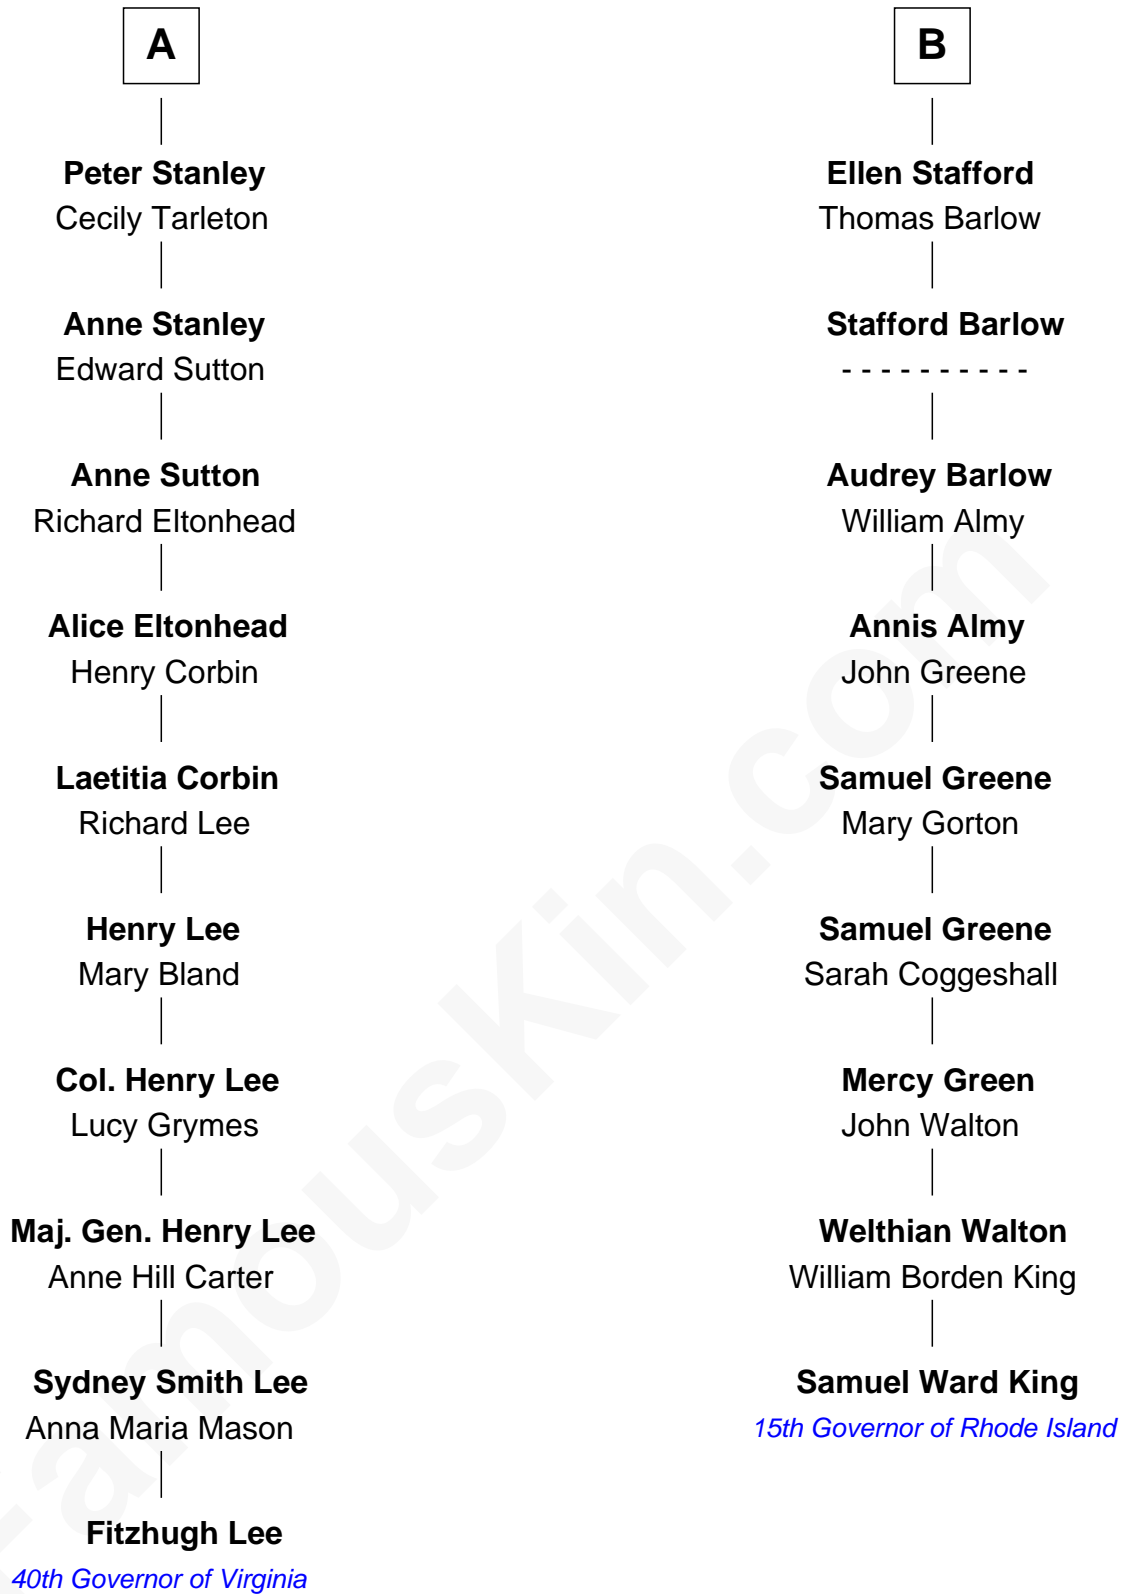 A
Peter Stanley
Cecily Tarleton
Anne Stanley
Edward Sutton
Anne Sutton
Richard Eltonhead
Alice Eltonhead
Henry Corbin
Laetitia Corbin
Richard Lee
Henry Lee
Mary Bland
Col. Henry Lee
Lucy Grymes
Maj. Gen. Henry Lee
Anne Hill Carter
Sydney Smith Lee
Anna Maria Mason
Fitzhugh Lee
40th Governor of Virginia
B
Ellen Stafford
Thomas Barlow
Stafford Barlow
- - - - - - - - - -
Audrey Barlow
William Almy
Annis Almy
John Greene
Samuel Greene
Mary Gorton
Samuel Greene
Sarah Coggeshall
Mercy Green
John Walton
Welthian Walton
William Borden King
Samuel Ward King
15th Governor of Rhode Island
FamousKin.com